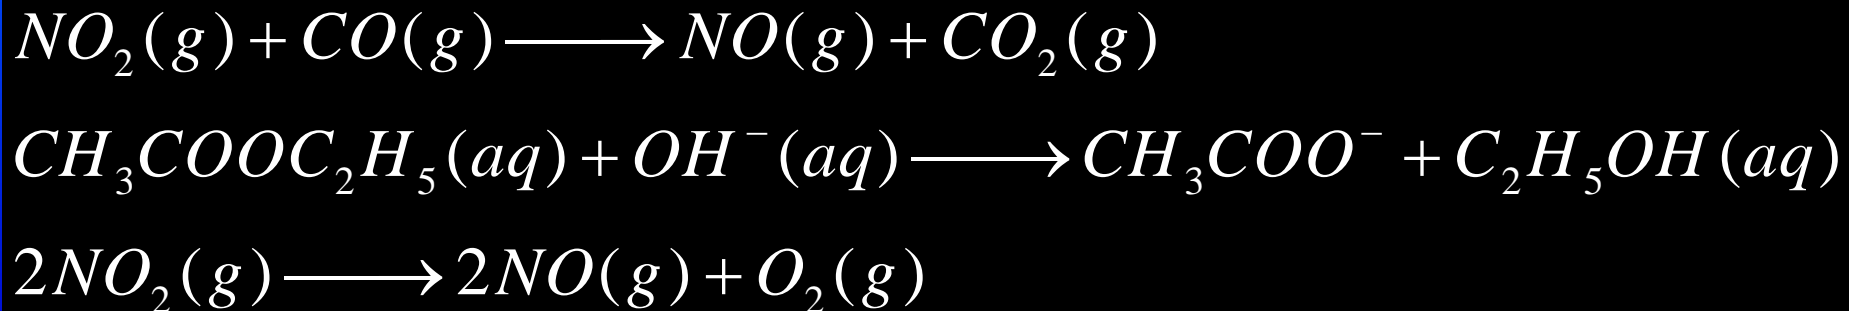 NO₂(g) + CO(g) ⟶ NO(g) + CO₂(g)
CH₃COOC₂H₅(aq) + OH⁻(aq) ⟶ CH₃COO⁻ + C₂H₅OH(aq)
2NO₂(g) ⟶ 2NO(g) + O₂(g)